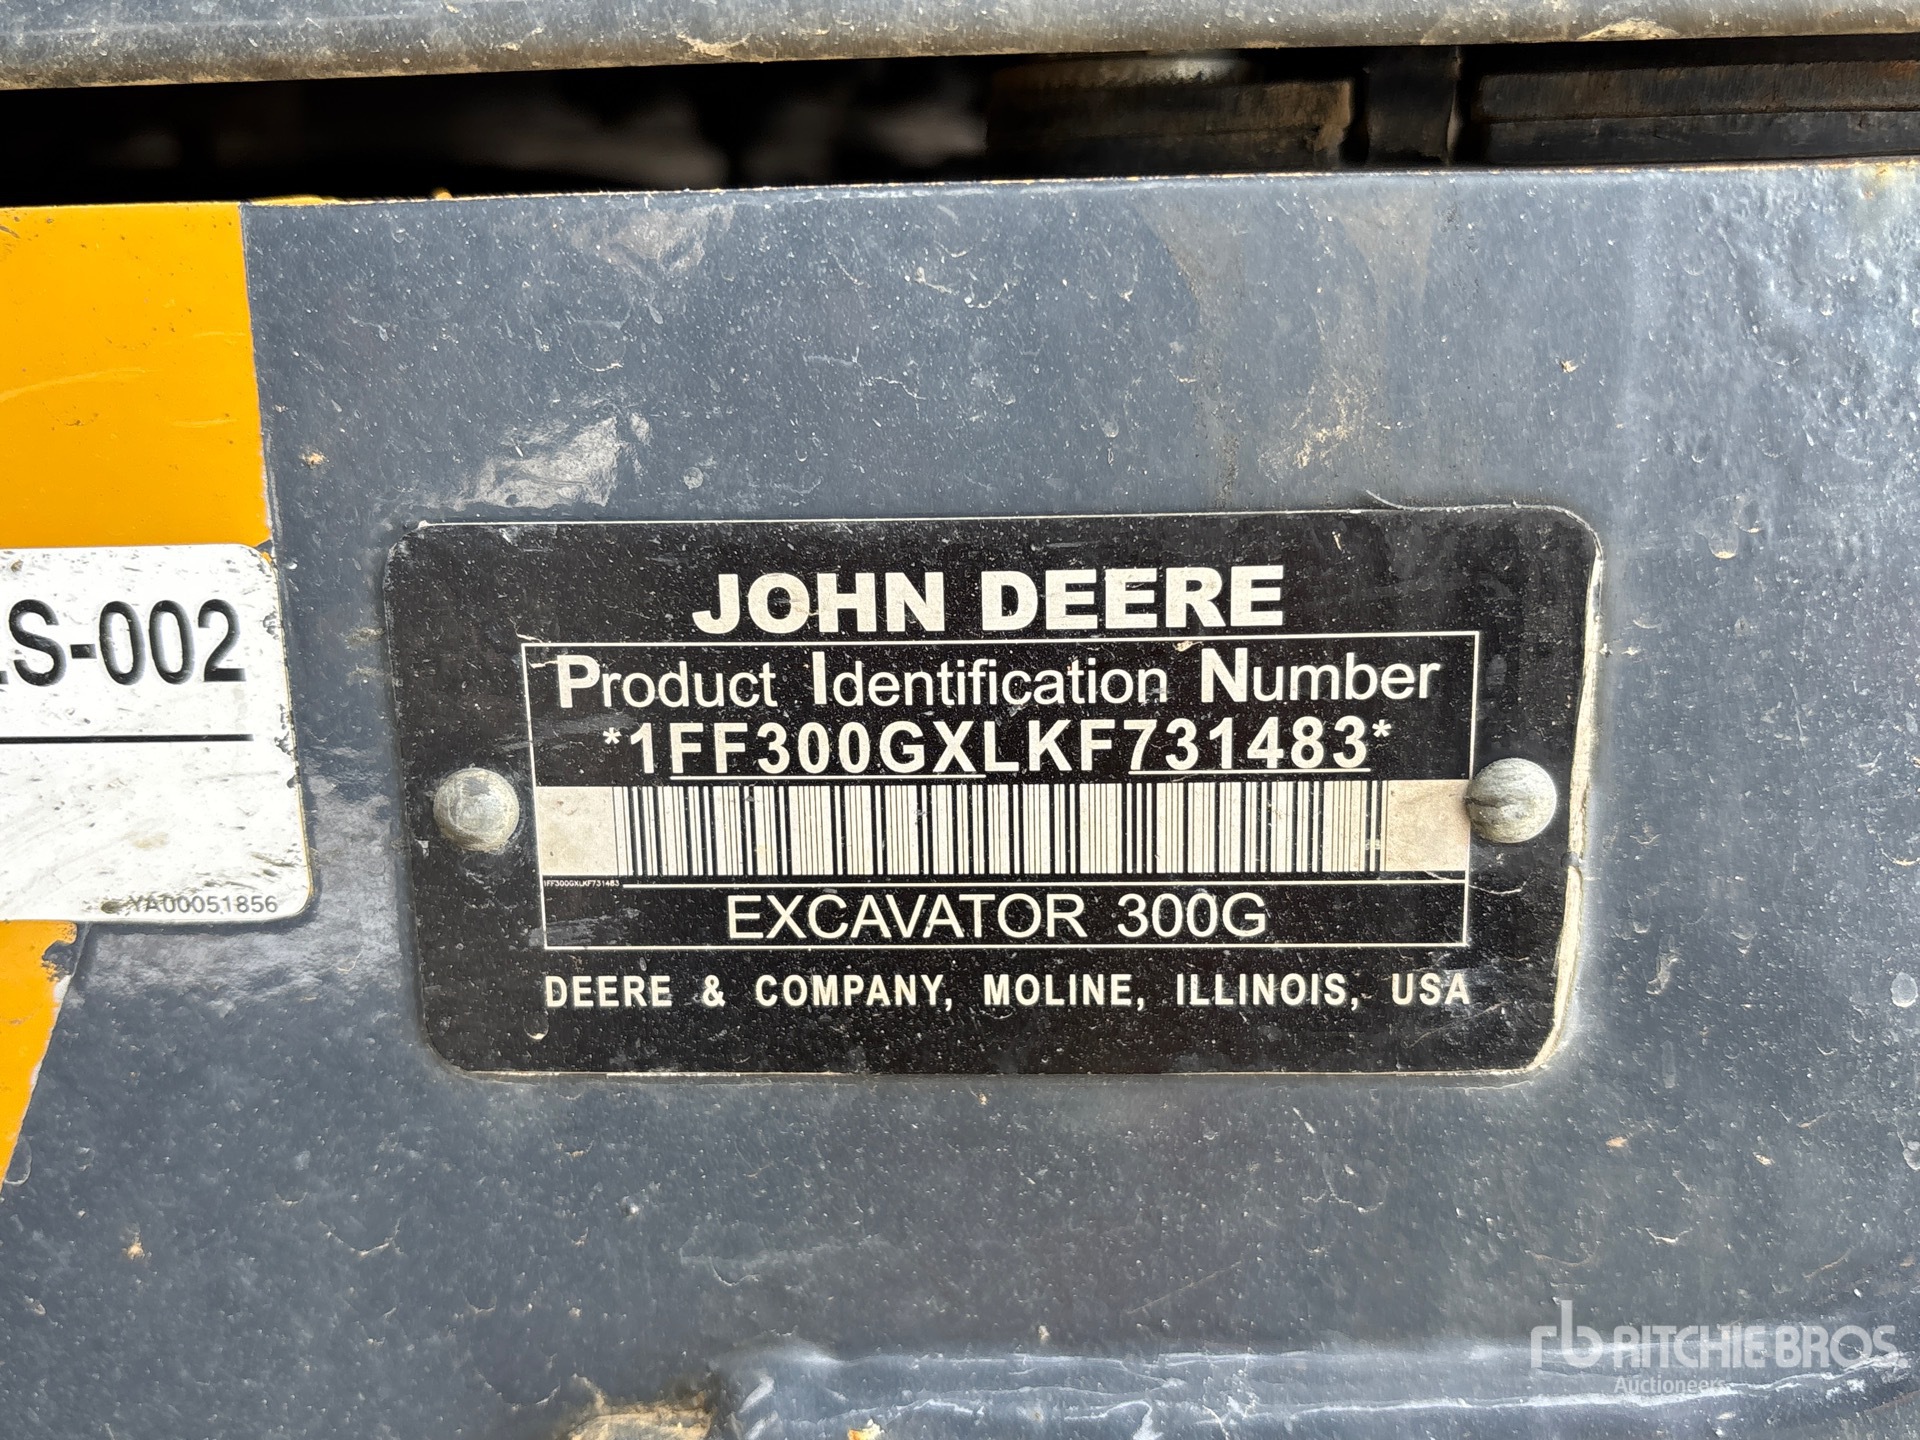 JOHN DEERE
Product Identification Number
*1FF300GXLKF731483*
1FF300GXLKF731483
EXCAVATOR 300G
DEERE & COMPANY, MOLINE, ILLINOIS, USA
S-002
YA00051856
rb RITCHIE BROS.
Auctioneers